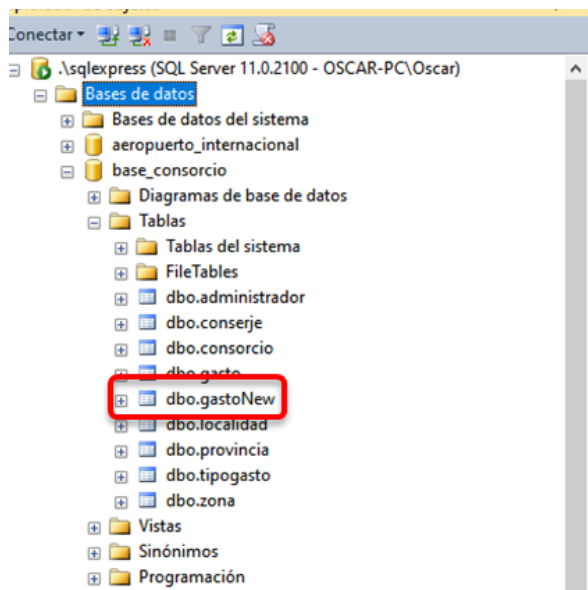 Conectar
.\sqlexpress (SQL Server 11.0.2100 - OSCAR-PC\Oscar)
Bases de datos
Bases de datos del sistema
aeropuerto_internacional
base_consorcio
Diagramas de base de datos
Tablas
Tablas del sistema
FileTables
dbo.administrador
dbo.conserje
dbo.consorcio
dbo.gasto
dbo.gastoNew
dbo.localidad
dbo.provincia
dbo.tipogasto
dbo.zona
Vistas
Sinónimos
Programación